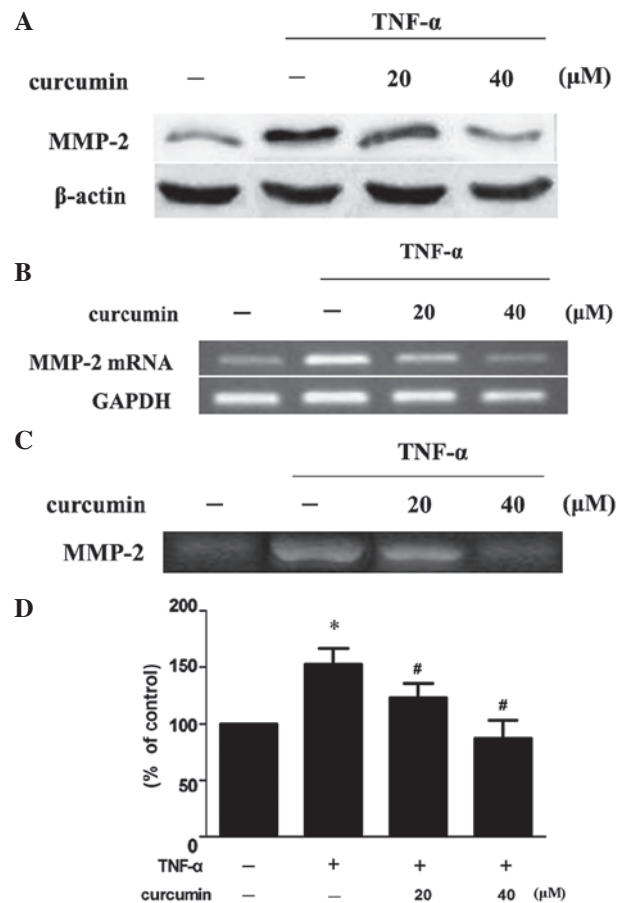 A
TNF-α
curcumin – – 20 40 (μM)
MMP-2
β-actin
B
TNF-α
curcumin – – 20 40 (μM)
MMP-2 mRNA
GAPDH
C
TNF-α
curcumin – – 20 40 (μM)
MMP-2
D
200
*
150
#
#
100
50
0
(% of control)
TNF-α – + + +
curcumin – – 20 40 (μM)